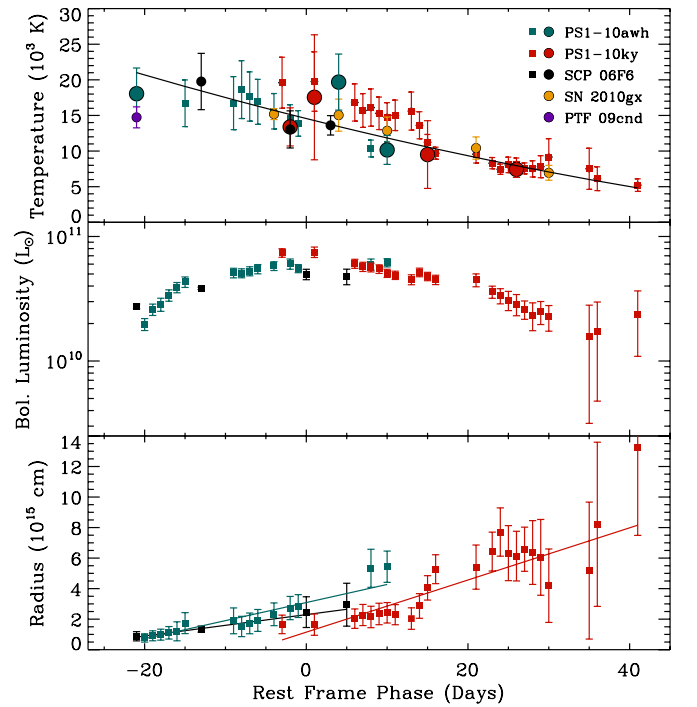 30
25
20
15
10
5
0
Temperature (10³ K)
PS1-10awh
PS1-10ky
SCP 06F6
SN 2010gx
PTF 09cnd
10¹¹
10¹⁰
Bol. Luminosity (L☉)
14
12
10
8
6
4
2
0
Radius (10¹⁵ cm)
-20
0
20
40
Rest Frame Phase (Days)